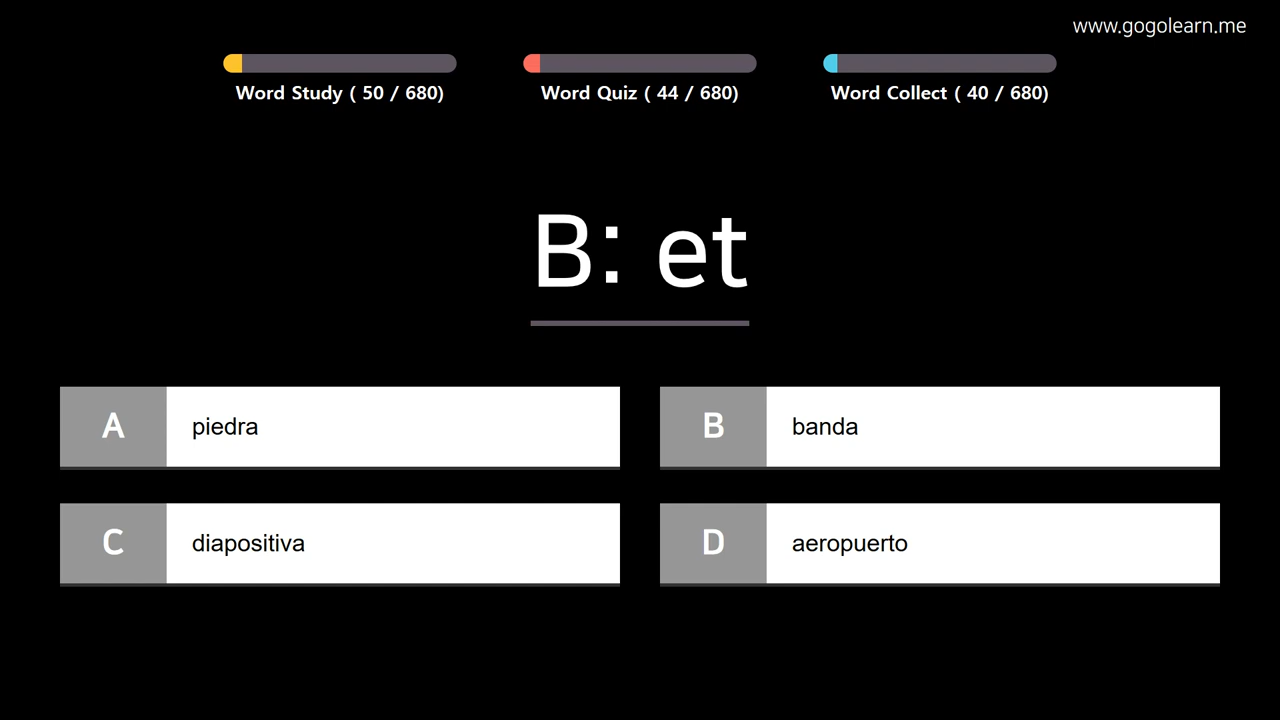 www.gogolearn.me
Word Study ( 50 / 680)
Word Quiz ( 44 / 680)
Word Collect ( 40 / 680)
B: et
A piedra
B banda
C diapositiva
D aeropuerto